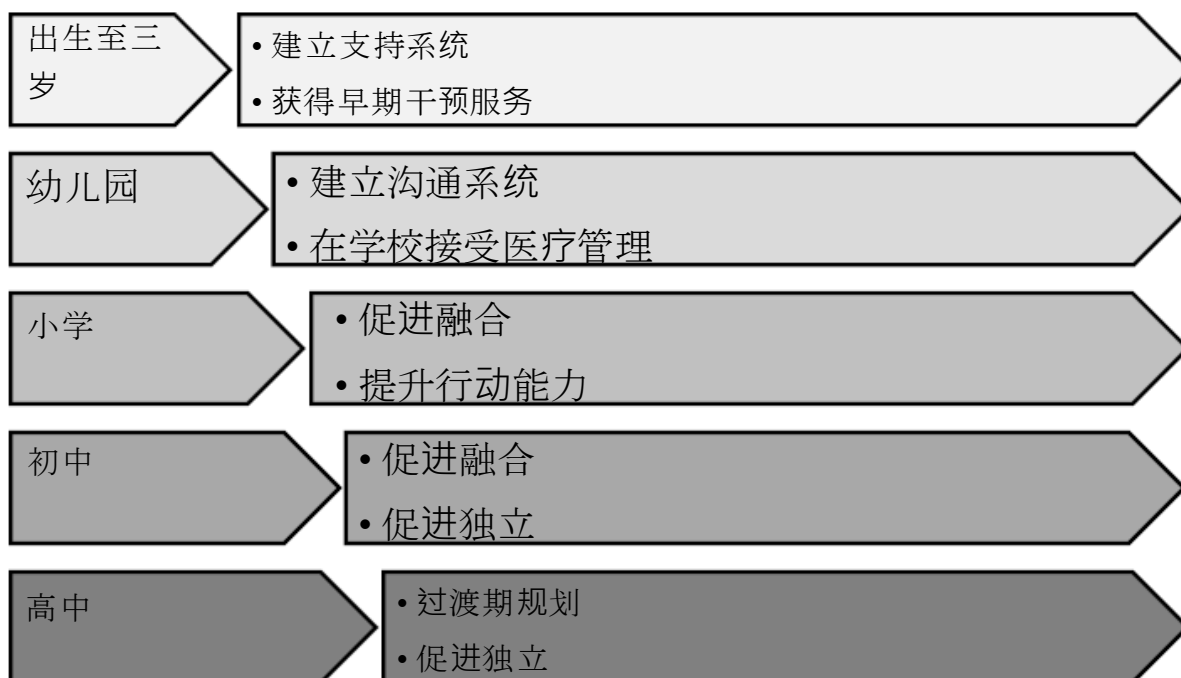 出生至三
岁
• 建立支持系统
• 获得早期干预服务
幼儿园
• 建立沟通系统
• 在学校接受医疗管理
小学
• 促进融合
• 提升行动能力
初中
• 促进融合
• 促进独立
高中
• 过渡期规划
• 促进独立